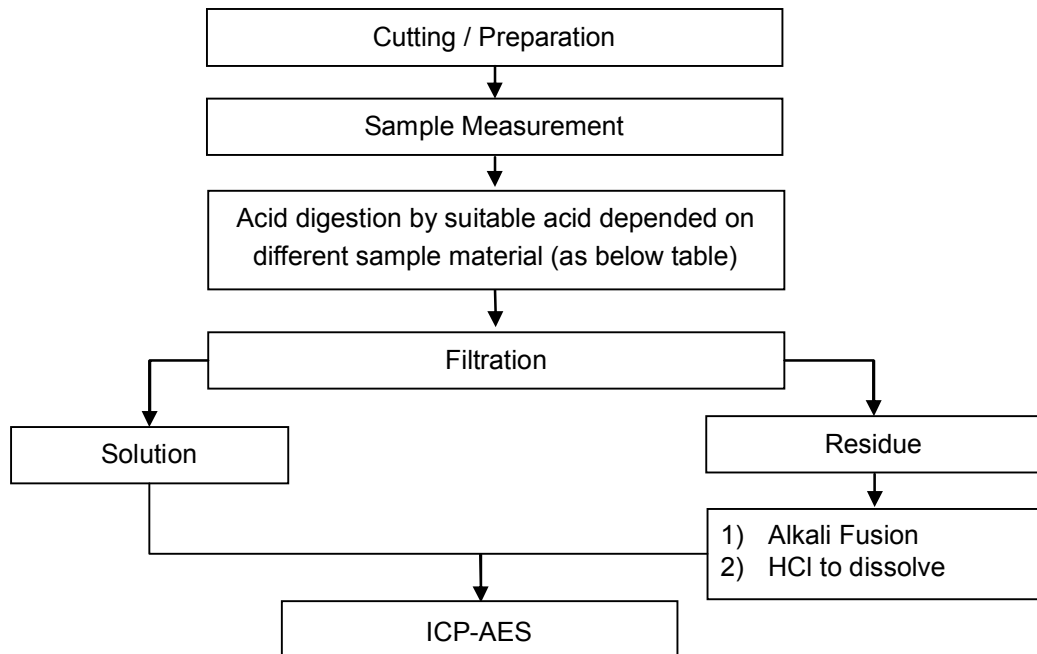 Cutting / Preparation
Sample Measurement
Acid digestion by suitable acid depended on
different sample material (as below table)
Filtration
Solution
Residue
1) Alkali Fusion
2) HCl to dissolve
ICP-AES